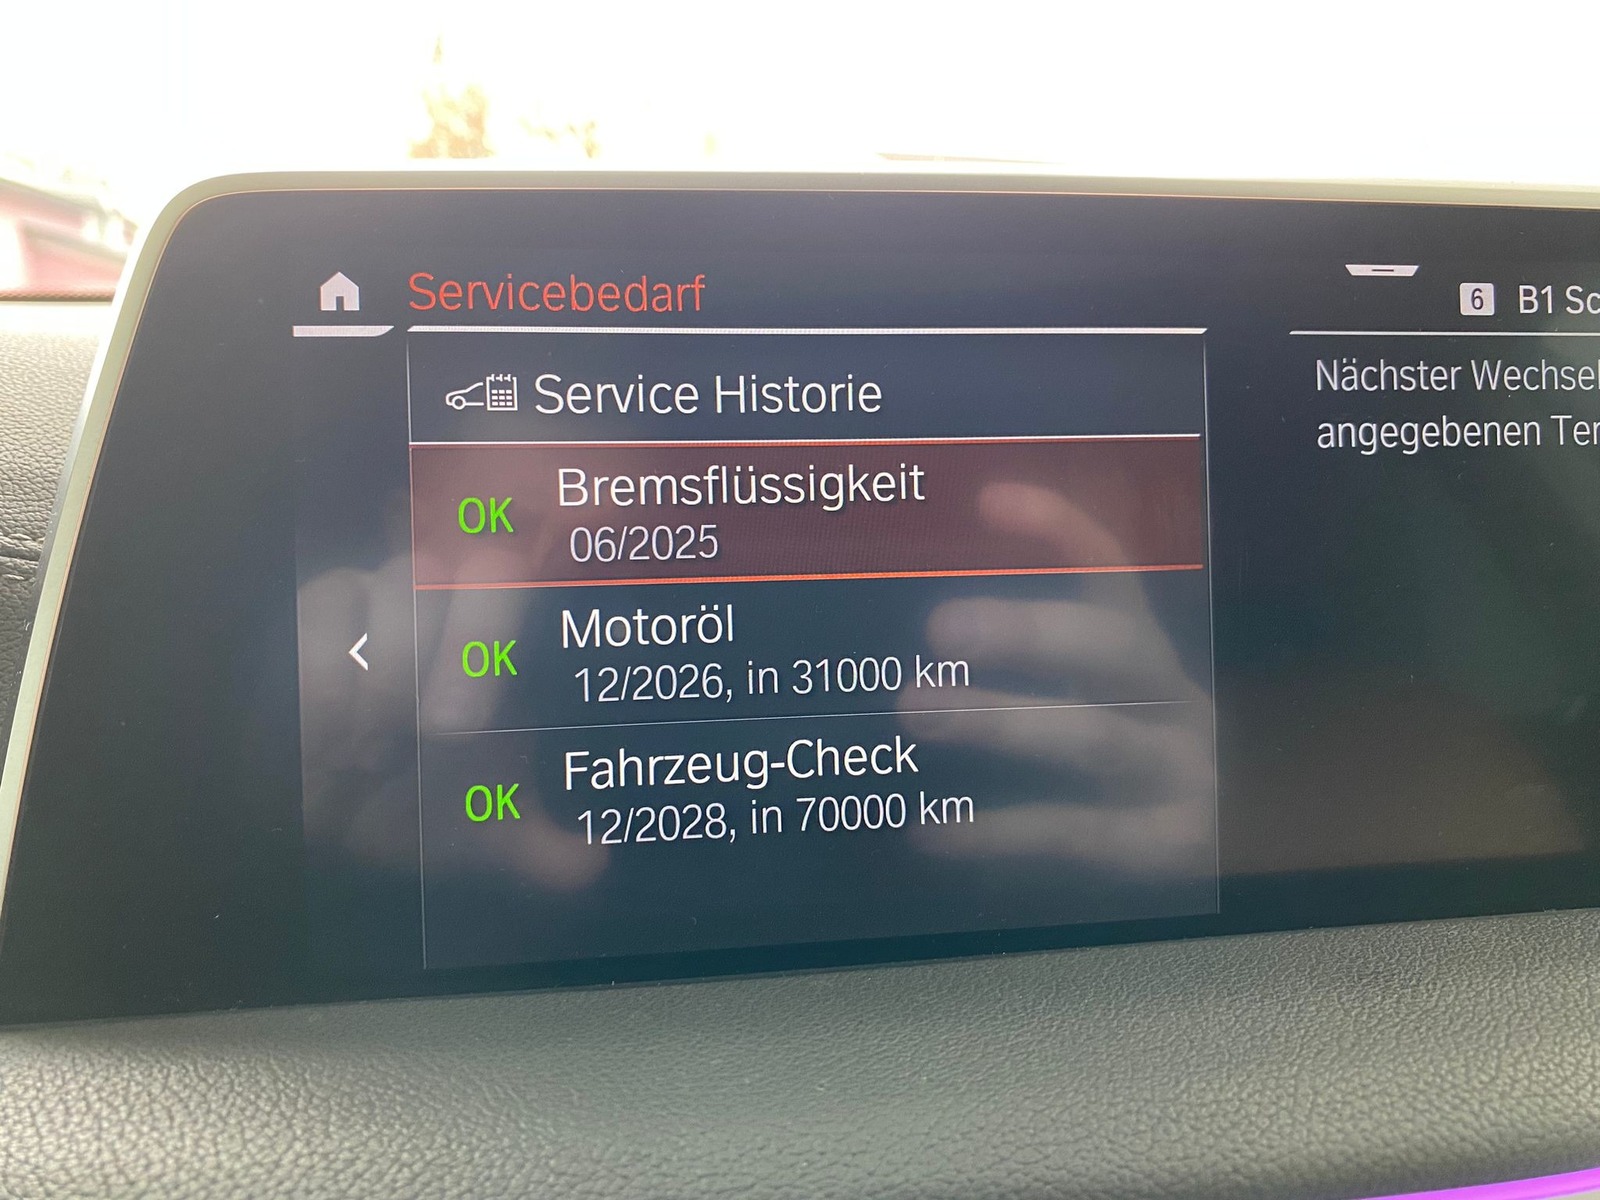 Servicebedarf
6 B1
Service Historie
Nächster
angegebenen
OK Bremsflüssigkeit
06/2025
OK Motoröl
12/2026, in 31000 km
OK Fahrzeug-Check
12/2028, in 70000 km